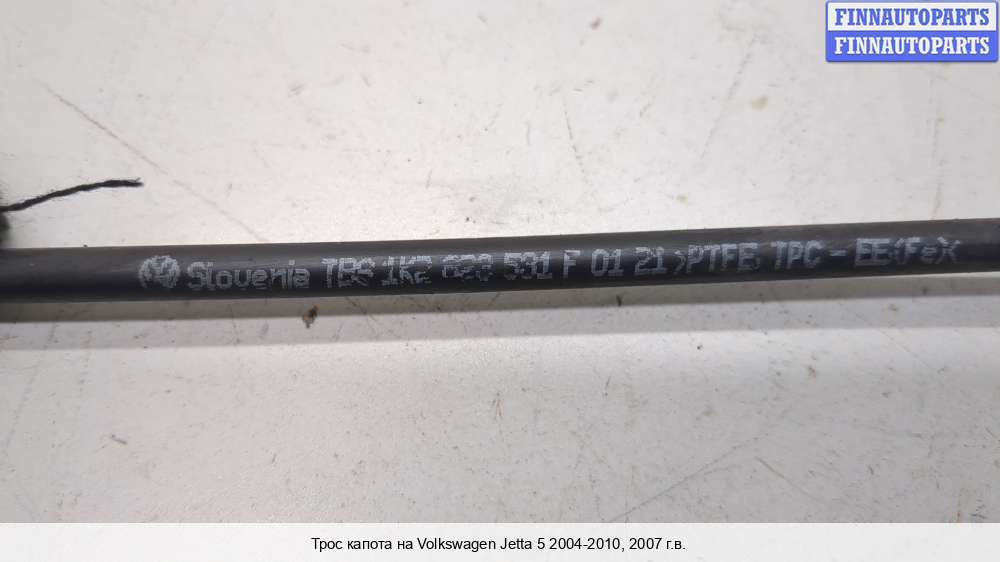 FINNAUTOPARTS
FINNAUTOPARTS
Slovenia TBS 1K2 823 531 F 01 21 >PTFE, TPC - EE(Fe)<
Трос капота на Volkswagen Jetta 5 2004-2010, 2007 г.в.